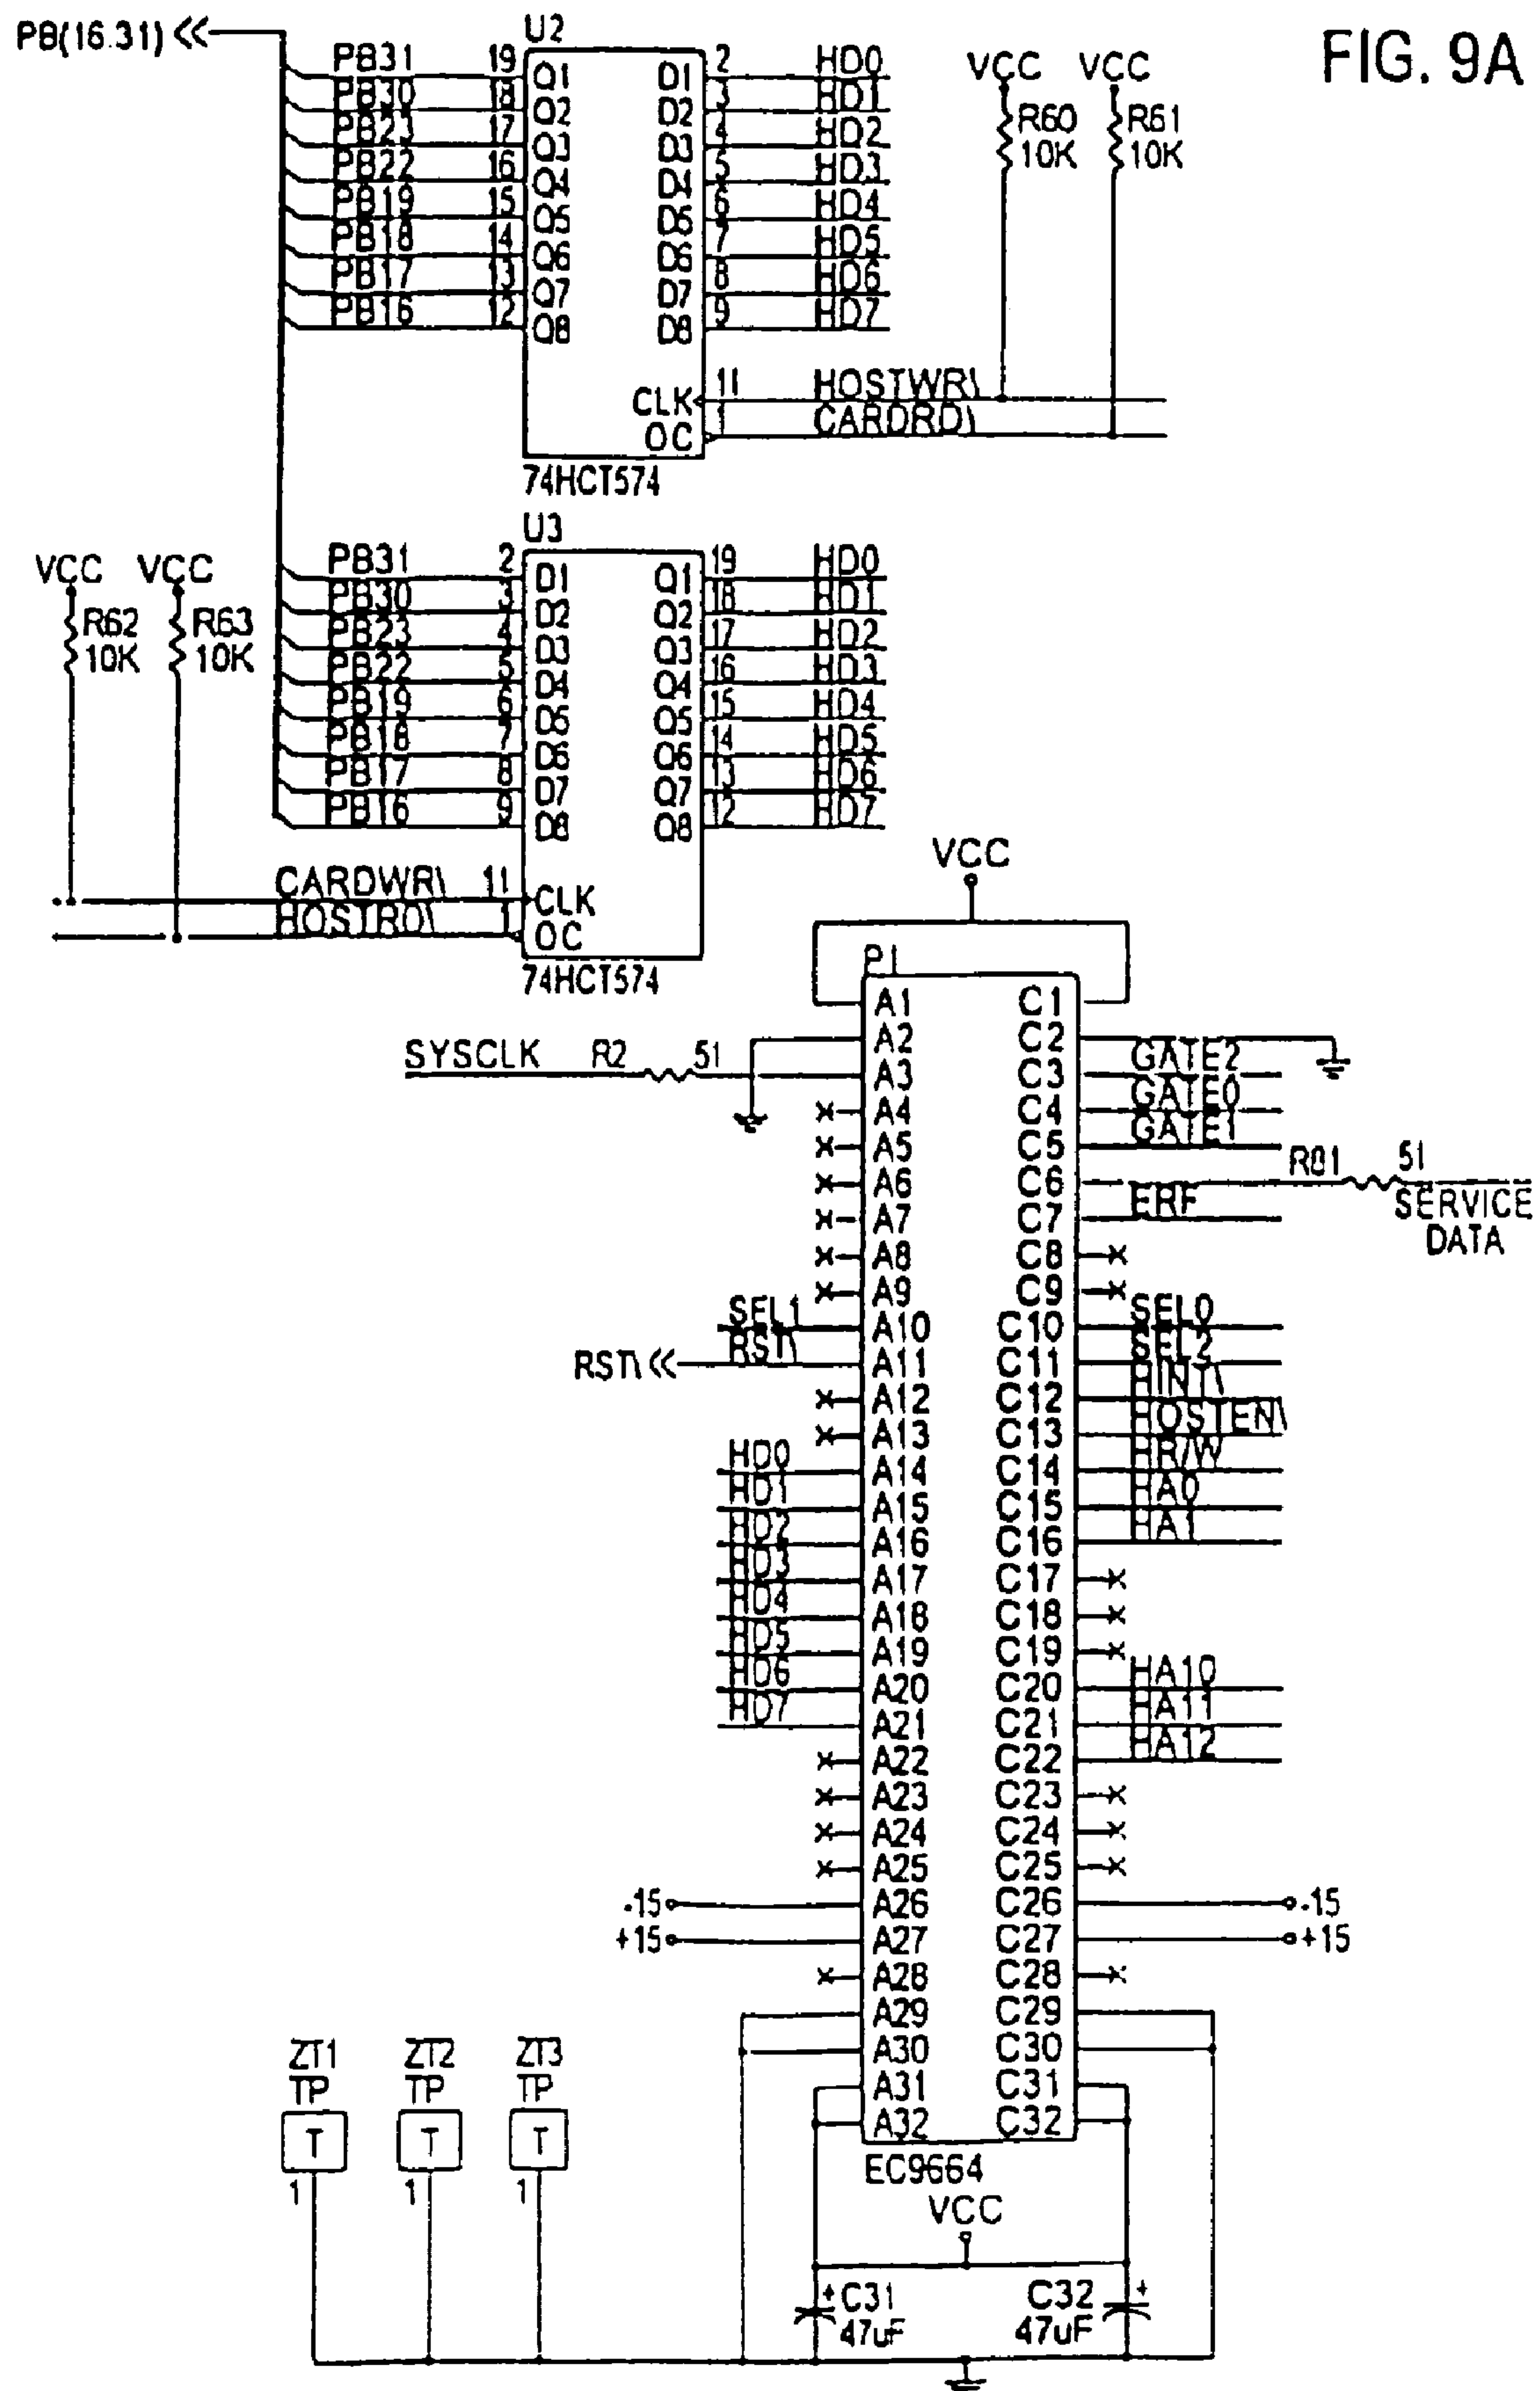 FIG. 9A
PB(16.31)
U2
PB31 19 Q1 D1 2 HD0
PB30 18 Q2 D2 3 HD1
PB23 17 Q3 D3 4 HD2
PB22 16 Q4 D4 5 HD3
PB19 15 Q5 D5 6 HD4
PB18 14 Q6 D6 7 HD5
PB17 13 Q7 D7 8 HD6
PB16 12 Q8 D8 9 HD7
CLK 11 HOSTWR\
OC 1 CARDRD\
74HCT574
VCC VCC
R60 R61
10K 10K
U3
PB31 2 D1 Q1 19 HD0
PB30 3 D2 Q2 18 HD1
PB23 4 D3 Q3 17 HD2
PB22 5 D4 Q4 16 HD3
PB19 6 D5 Q5 15 HD4
PB18 7 D6 Q6 14 HD5
PB17 8 D7 Q7 13 HD6
PB16 9 D8 Q8 12 HD7
CARDWR\ 11 CLK
HOSTRD\ 1 OC
74HCT574
VCC VCC
R62 R63
10K 10K
VCC
P1
A1 C1
A2 C2
SYSCLK R2 51 A3 C3 GATE2
A4 C4 GATE0
A5 C5 GATE1
A6 C6 R81 51 SERVICE
DATA
A7 C7 ERF
A8 C8
A9 C9
SEL1 A10 C10 SEL0
RST\ RST\ A11 C11 SEL2
A12 C12 HINT\
A13 C13 HOSTEN\
HD0 A14 C14 HR/W
HD1 A15 C15 HA0
HD2 A16 C16 HA1
HD3 A17 C17
HD4 A18 C18
HD5 A19 C19
HD6 A20 C20 HA10
HD7 A21 C21 HA11
A22 C22 HA12
A23 C23
A24 C24
A25 C25
-15 A26 C26 -15
+15 A27 C27 +15
A28 C28
A29 C29
A30 C30
A31 C31
A32 C32
EC9664
ZT1 ZT2 ZT3
TP TP TP
T T T
1 1 1
VCC
+ C31 C32 +
47uF 47uF